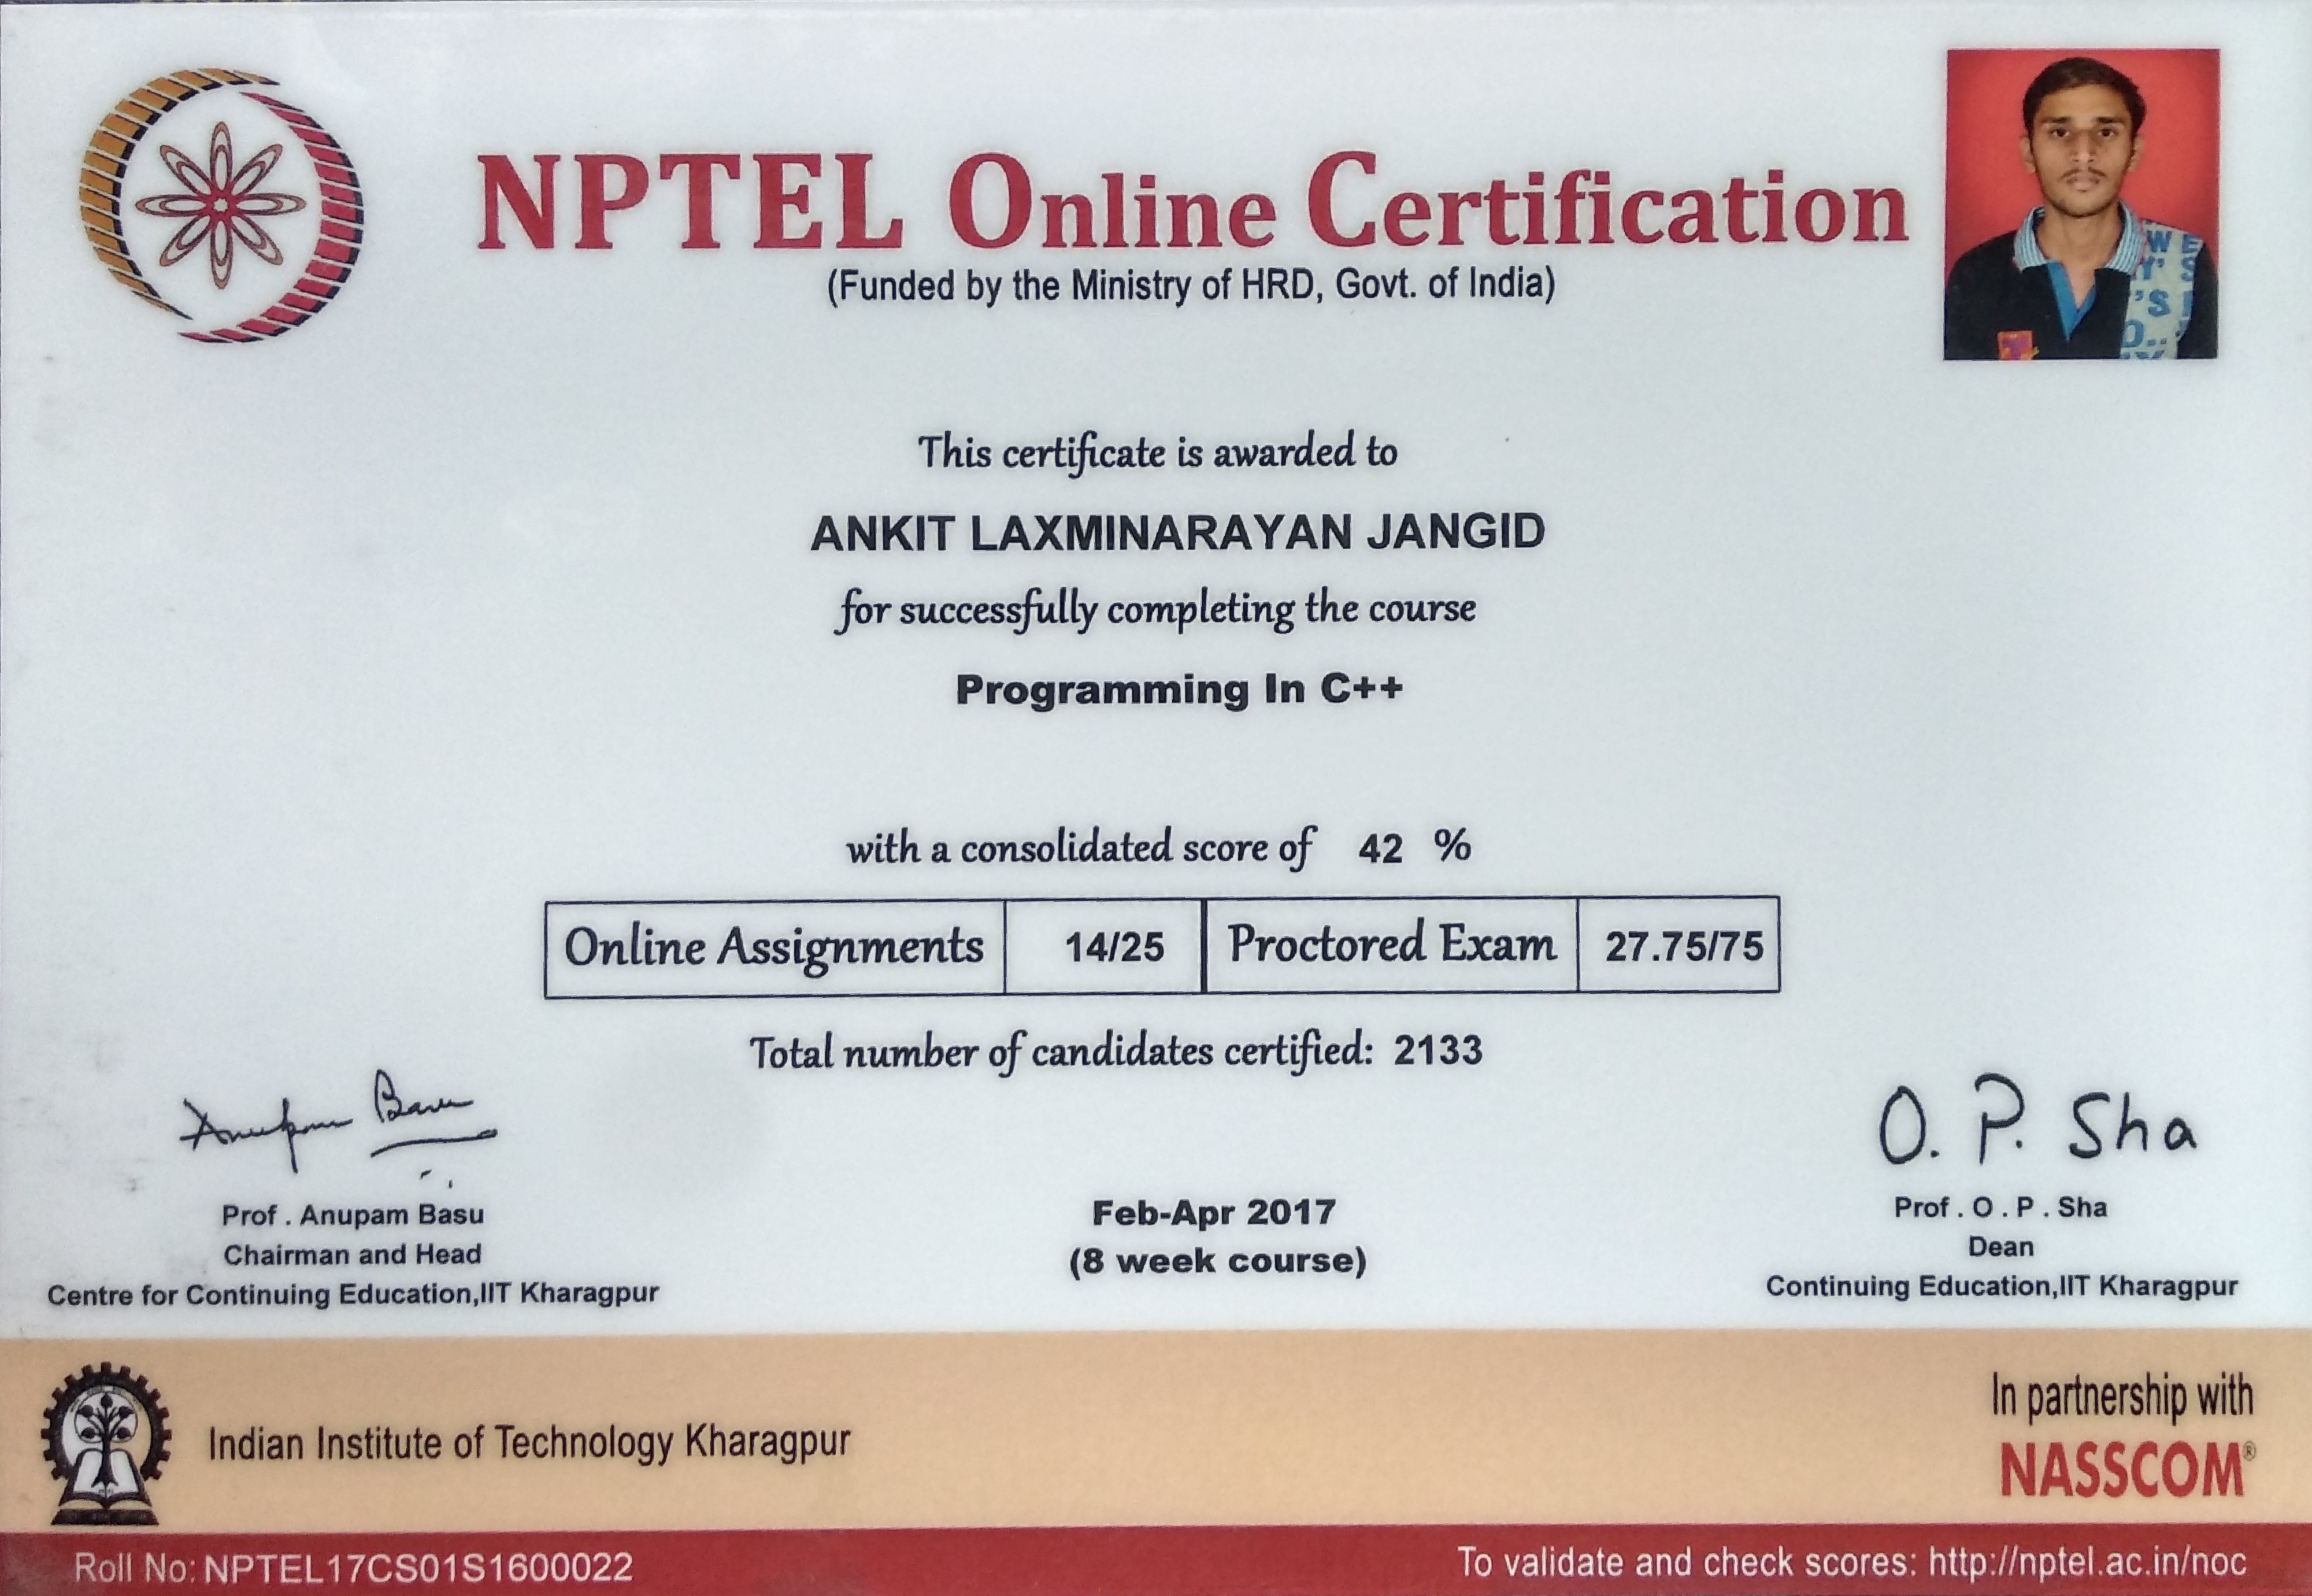 NPTEL Online Certification
(Funded by the Ministry of HRD, Govt. of India)
This certificate is awarded to
ANKIT LAXMINARAYAN JANGID
for successfully completing the course
Programming In C++
with a consolidated score of 42 %
Online Assignments 14/25 Proctored Exam 27.75/75
Total number of candidates certified: 2133
Anupam Basu
O. P. Sha
Prof . Anupam Basu
Chairman and Head
Centre for Continuing Education,IIT Kharagpur
Feb-Apr 2017
(8 week course)
Prof . O . P . Sha
Dean
Continuing Education,IIT Kharagpur
Indian Institute of Technology Kharagpur
In partnership with
NASSCOM®
Roll No: NPTEL17CS01S1600022
To validate and check scores: http://nptel.ac.in/noc